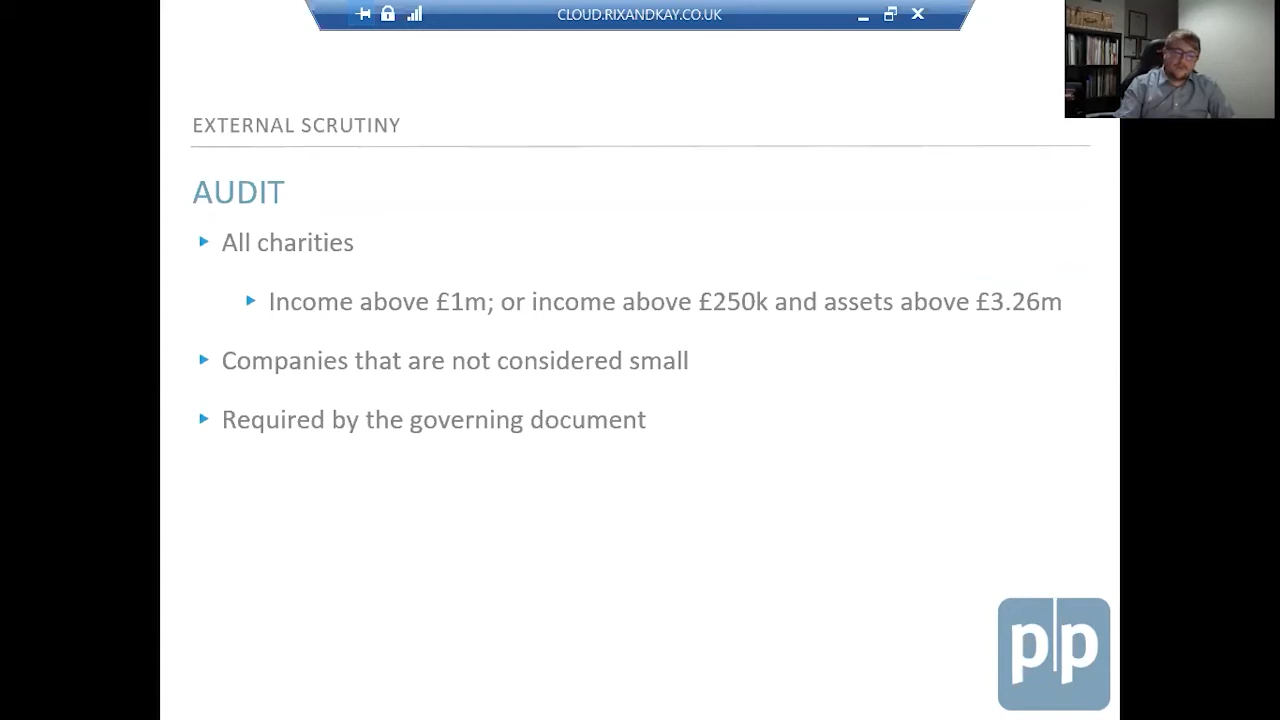 CLOUD.RIXANDKAY.CO.UK
EXTERNAL SCRUTINY
AUDIT
All charities
Income above £1m; or income above £250k and assets above £3.26m
Companies that are not considered small
Required by the governing document
p|p